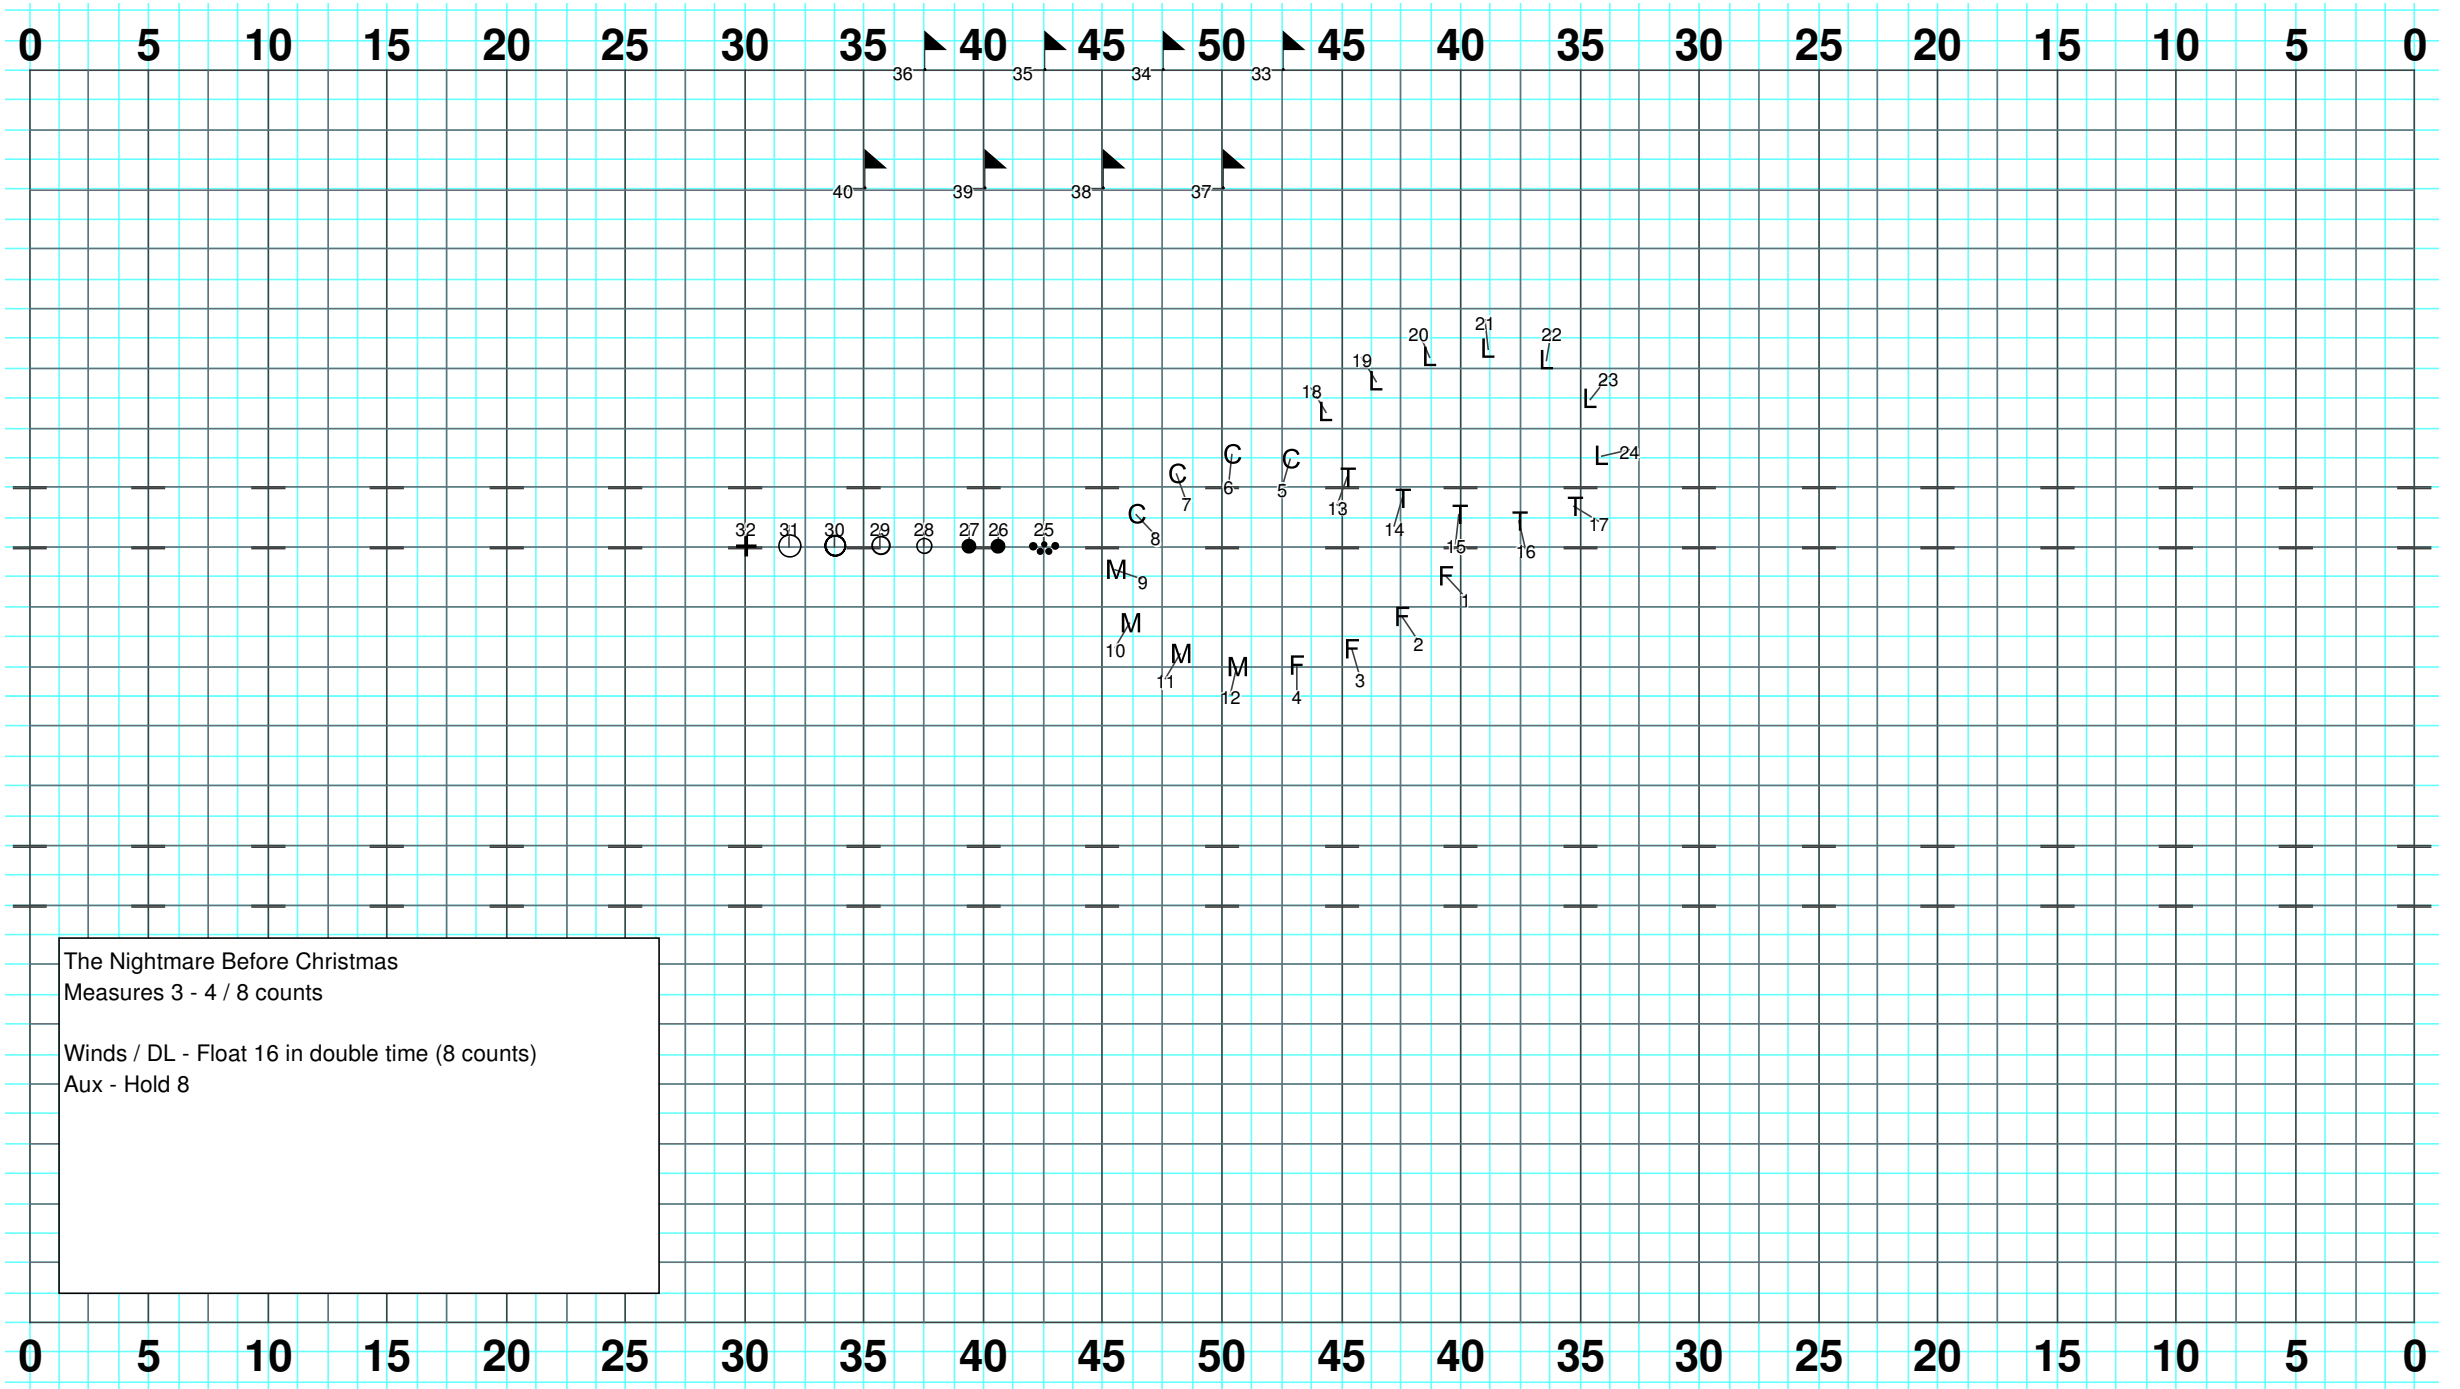 0 5 10 15 20 25 30 35 40 45 50 45 40 35 30 25 20 15 10 5 0
36 35 34 33
40 39 38 37
21
20 22
19 L
L L
23
18 L
L
L
C C L 24
6 5 C T
7 13 T T 17
C 14 T T
8 15 16
32 31 30 29 28 27 26 25
M 9 F
1
M F
10 2
M F
11 3
M F
12 4
The Nightmare Before Christmas
Measures 3 - 4 / 8 counts
Winds / DL - Float 16 in double time (8 counts)
Aux - Hold 8
0 5 10 15 20 25 30 35 40 45 50 45 40 35 30 25 20 15 10 5 0